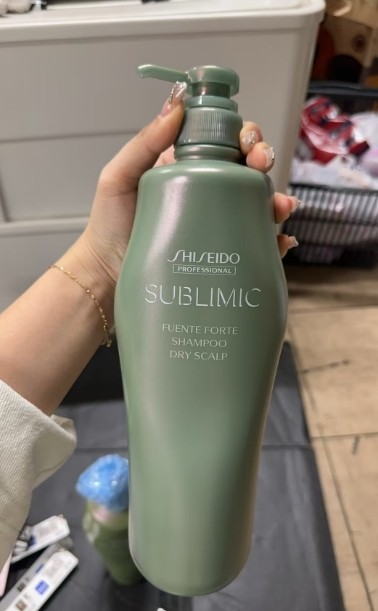 SHISEIDO
PROFESSIONAL
SUBLIMIC
FUENTE FORTE
SHAMPOO
DRY SCALP